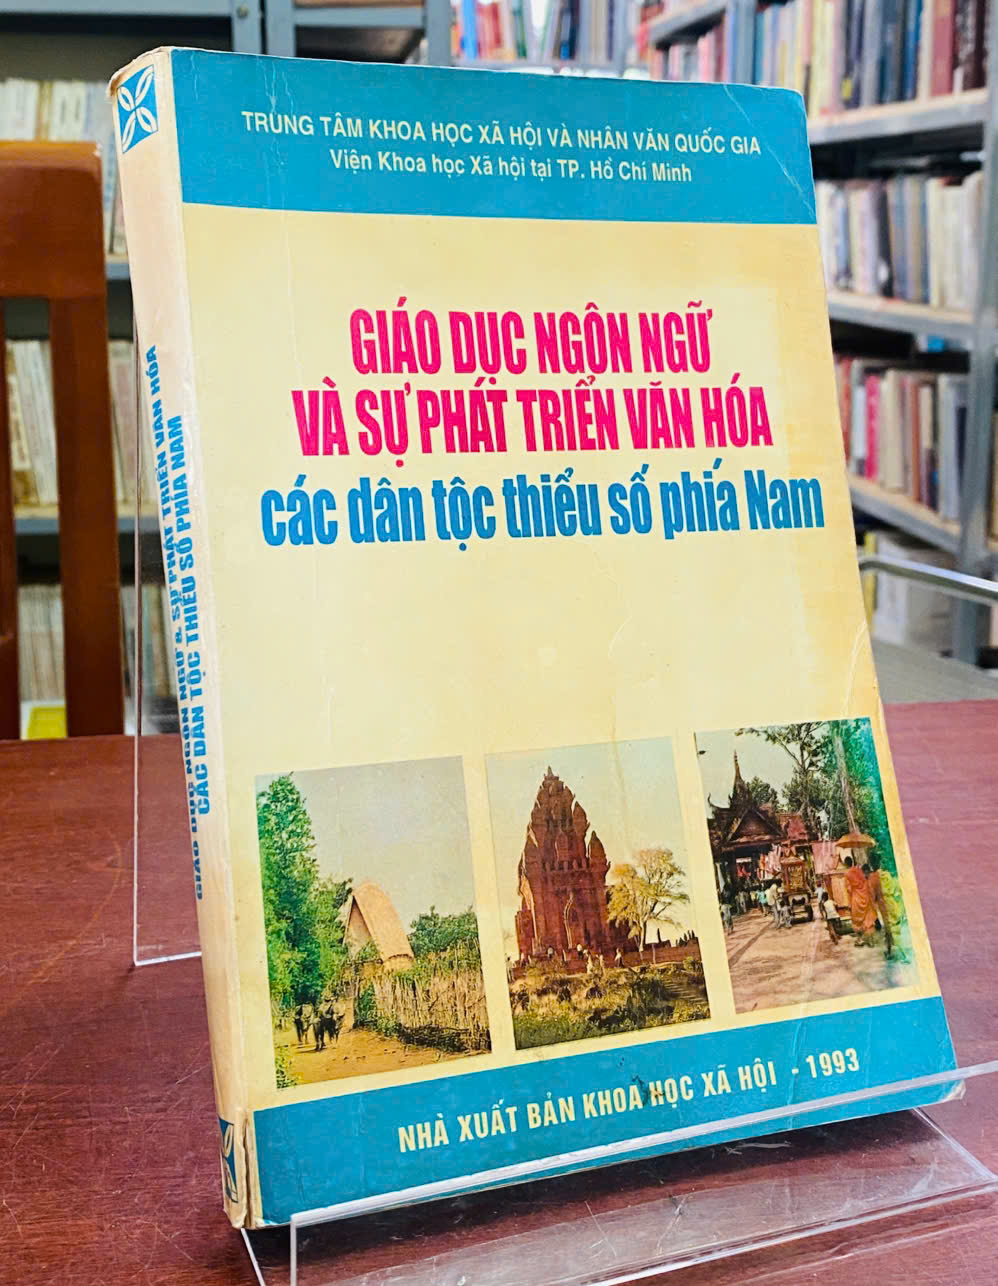 TRUNG TÂM KHOA HỌC XÃ HỘI VÀ NHÂN VĂN QUỐC GIA
Viện Khoa học Xã hội tại TP. Hồ Chí Minh
GIÁO DỤC NGÔN NGỮ
VÀ SỰ PHÁT TRIỂN VĂN HÓA
các dân tộc thiểu số phía Nam
NHÀ XUẤT BẢN KHOA HỌC XÃ HỘI - 1993
GIÁO DỤC NGÔN NGỮ & SỰ PHÁT TRIỂN VĂN HÓA
CÁC DÂN TỘC THIỂU SỐ PHÍA NAM